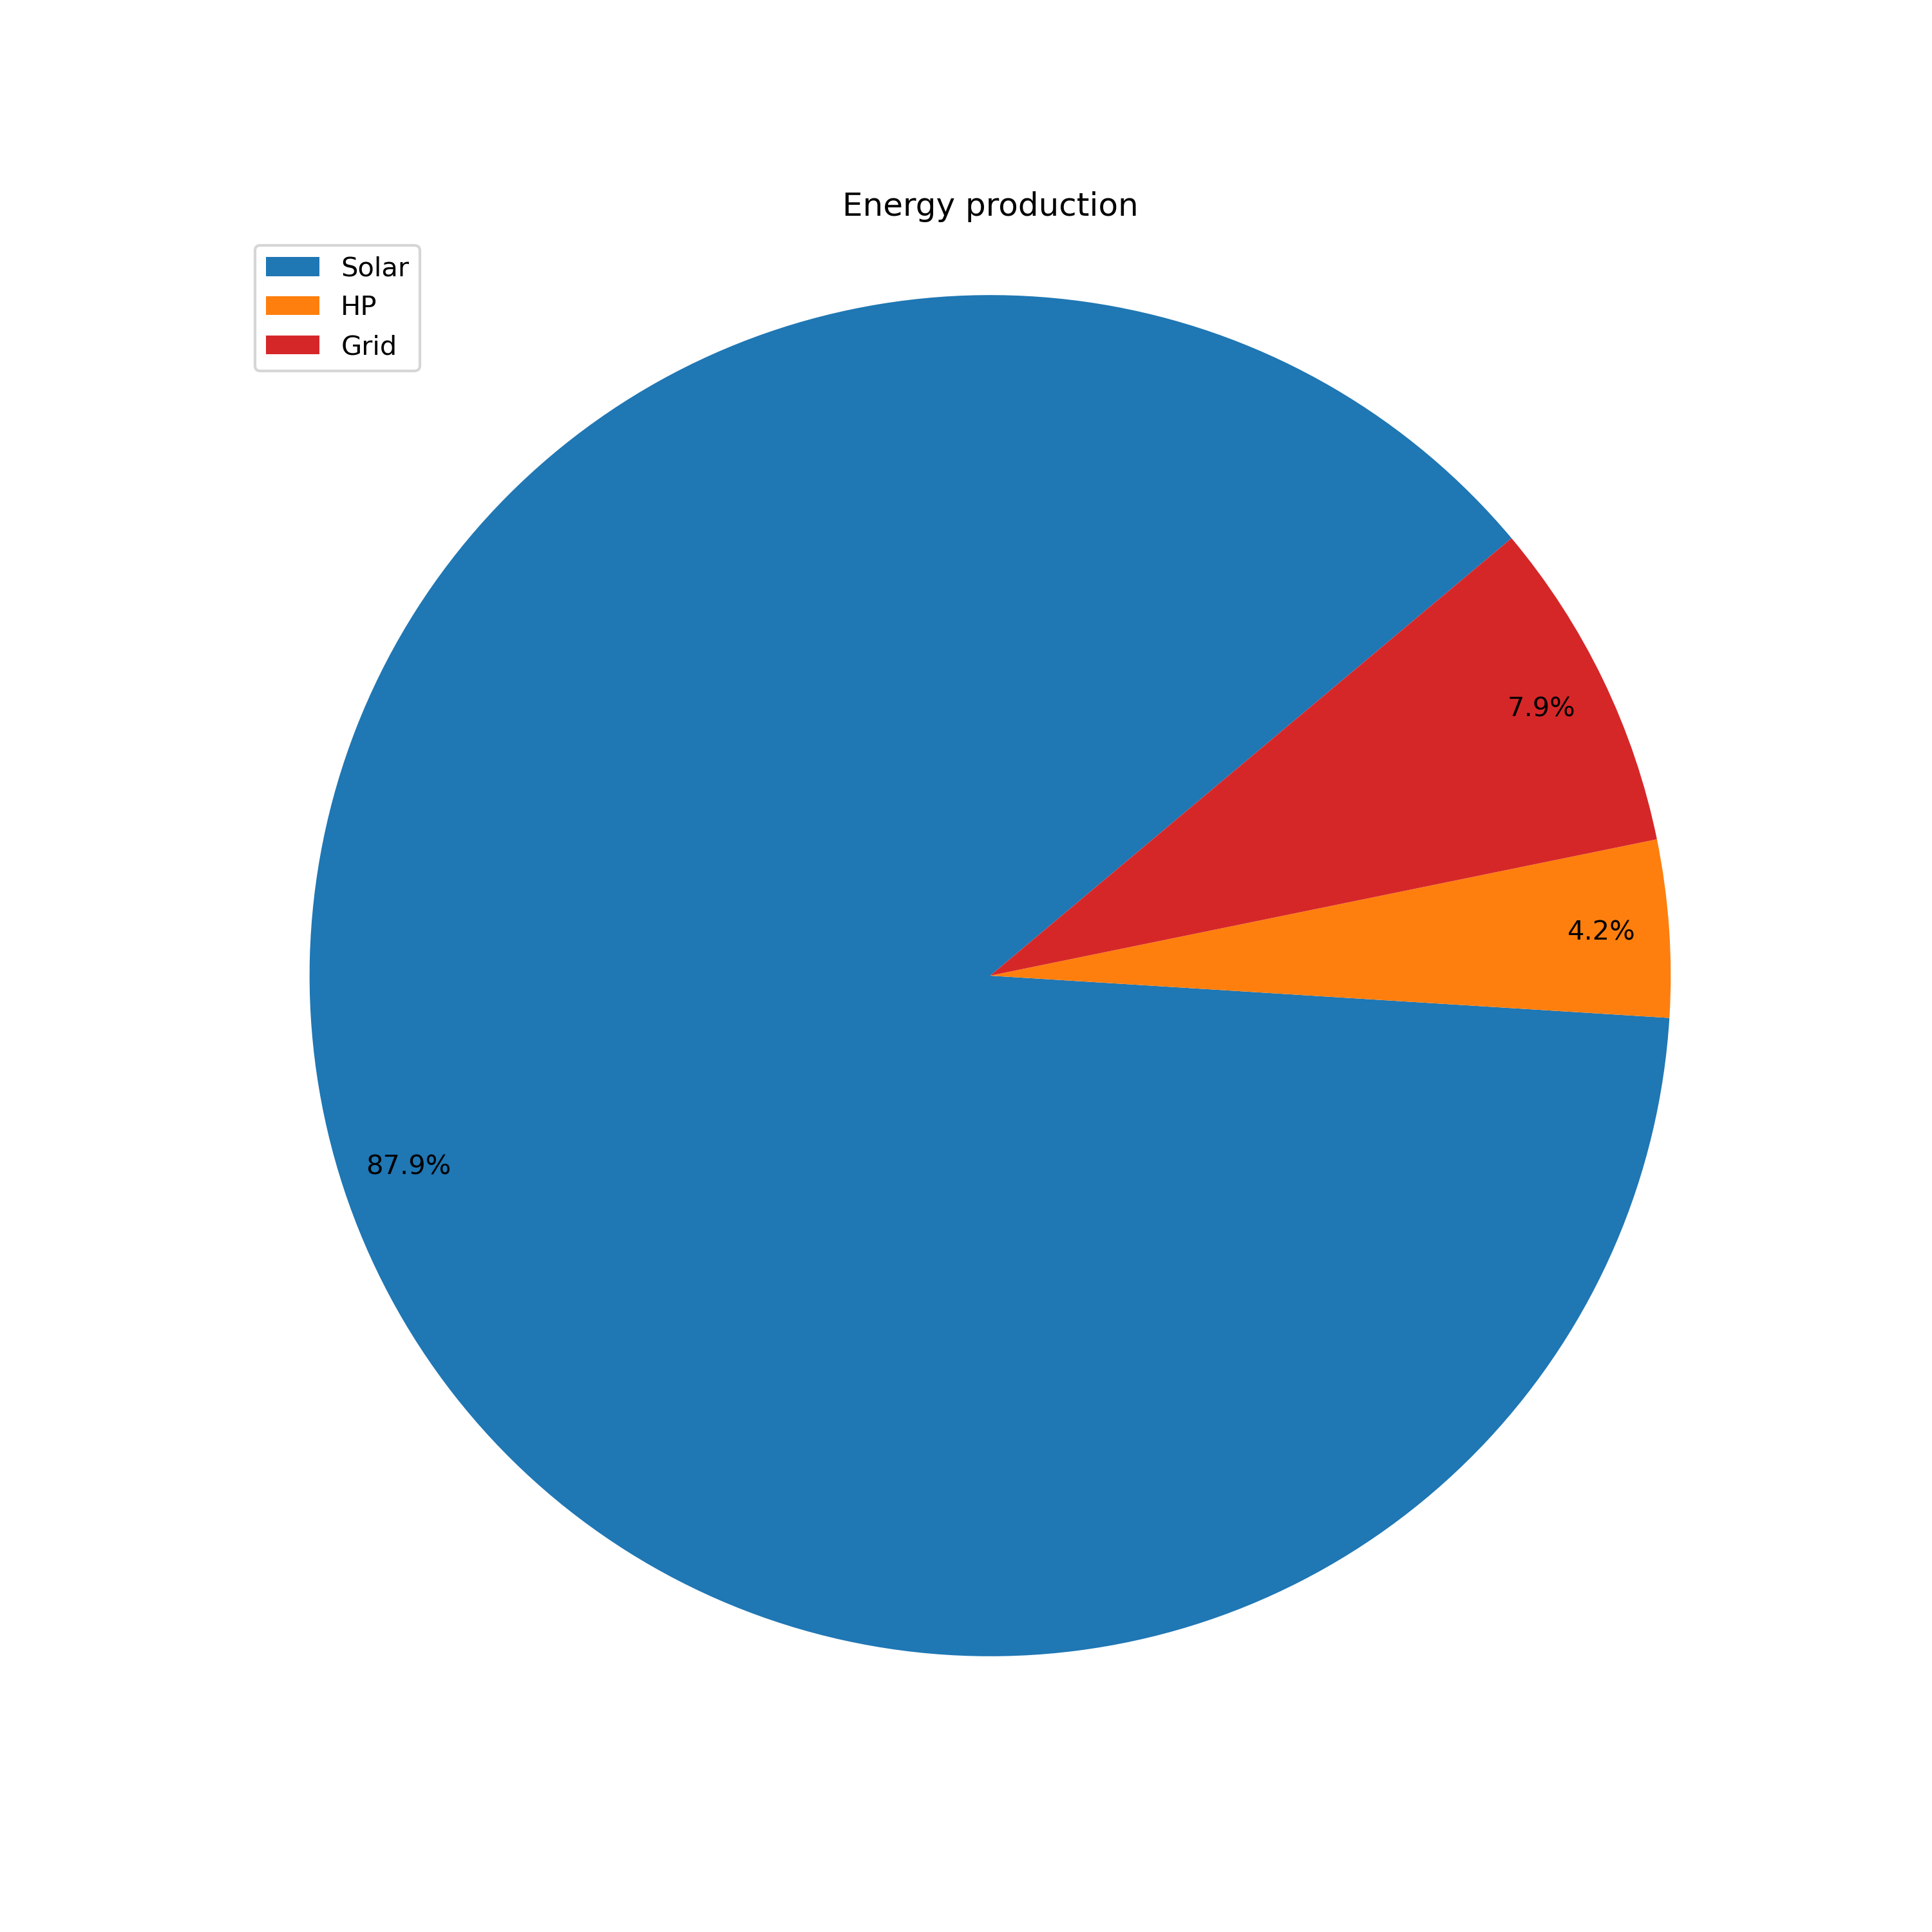 Energy production
Solar
HP
Grid
7.9%
4.2%
87.9%